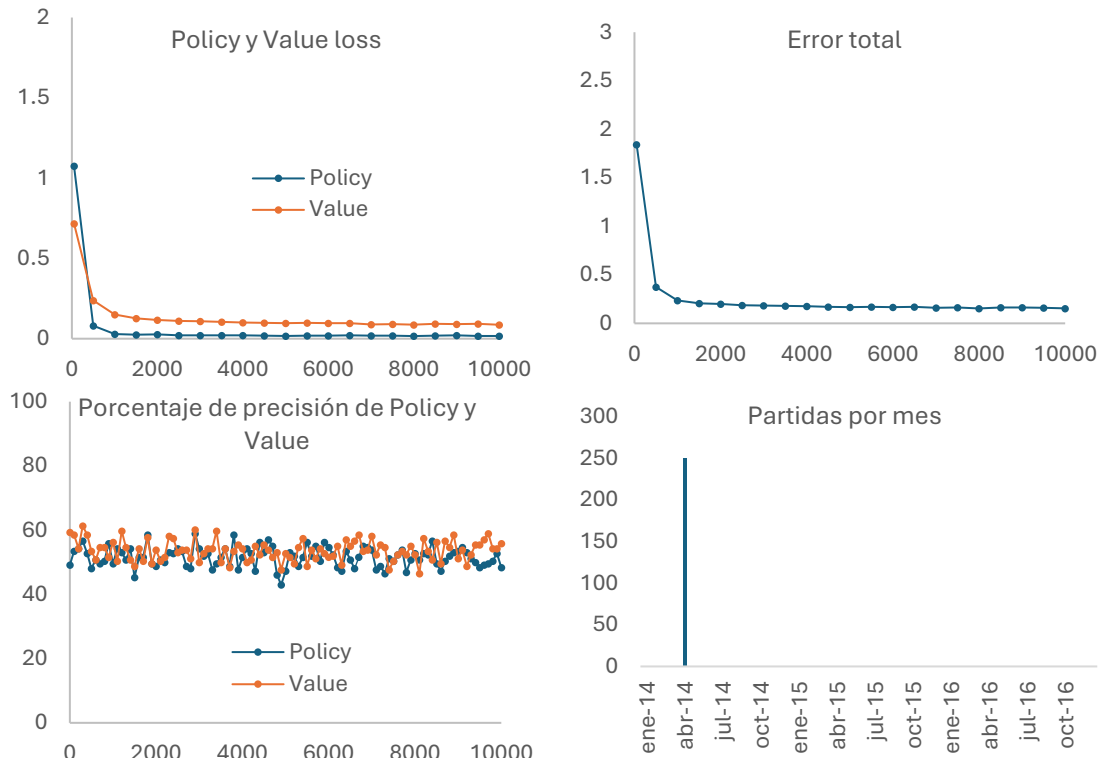 Policy y Value loss
2
1.5
1
0.5
0
0 2000 4000 6000 8000 10000
Policy
Value
Error total
3
2.5
2
1.5
1
0.5
0
0 2000 4000 6000 8000 10000
Porcentaje de precisión de Policy y
Value
100
80
60
40
20
0
Policy
Value
0 2000 4000 6000 8000 10000
Partidas por mes
300
250
200
150
100
50
0
ene-14
abr-14
jul-14
oct-14
ene-15
abr-15
jul-15
oct-15
ene-16
abr-16
jul-16
oct-16